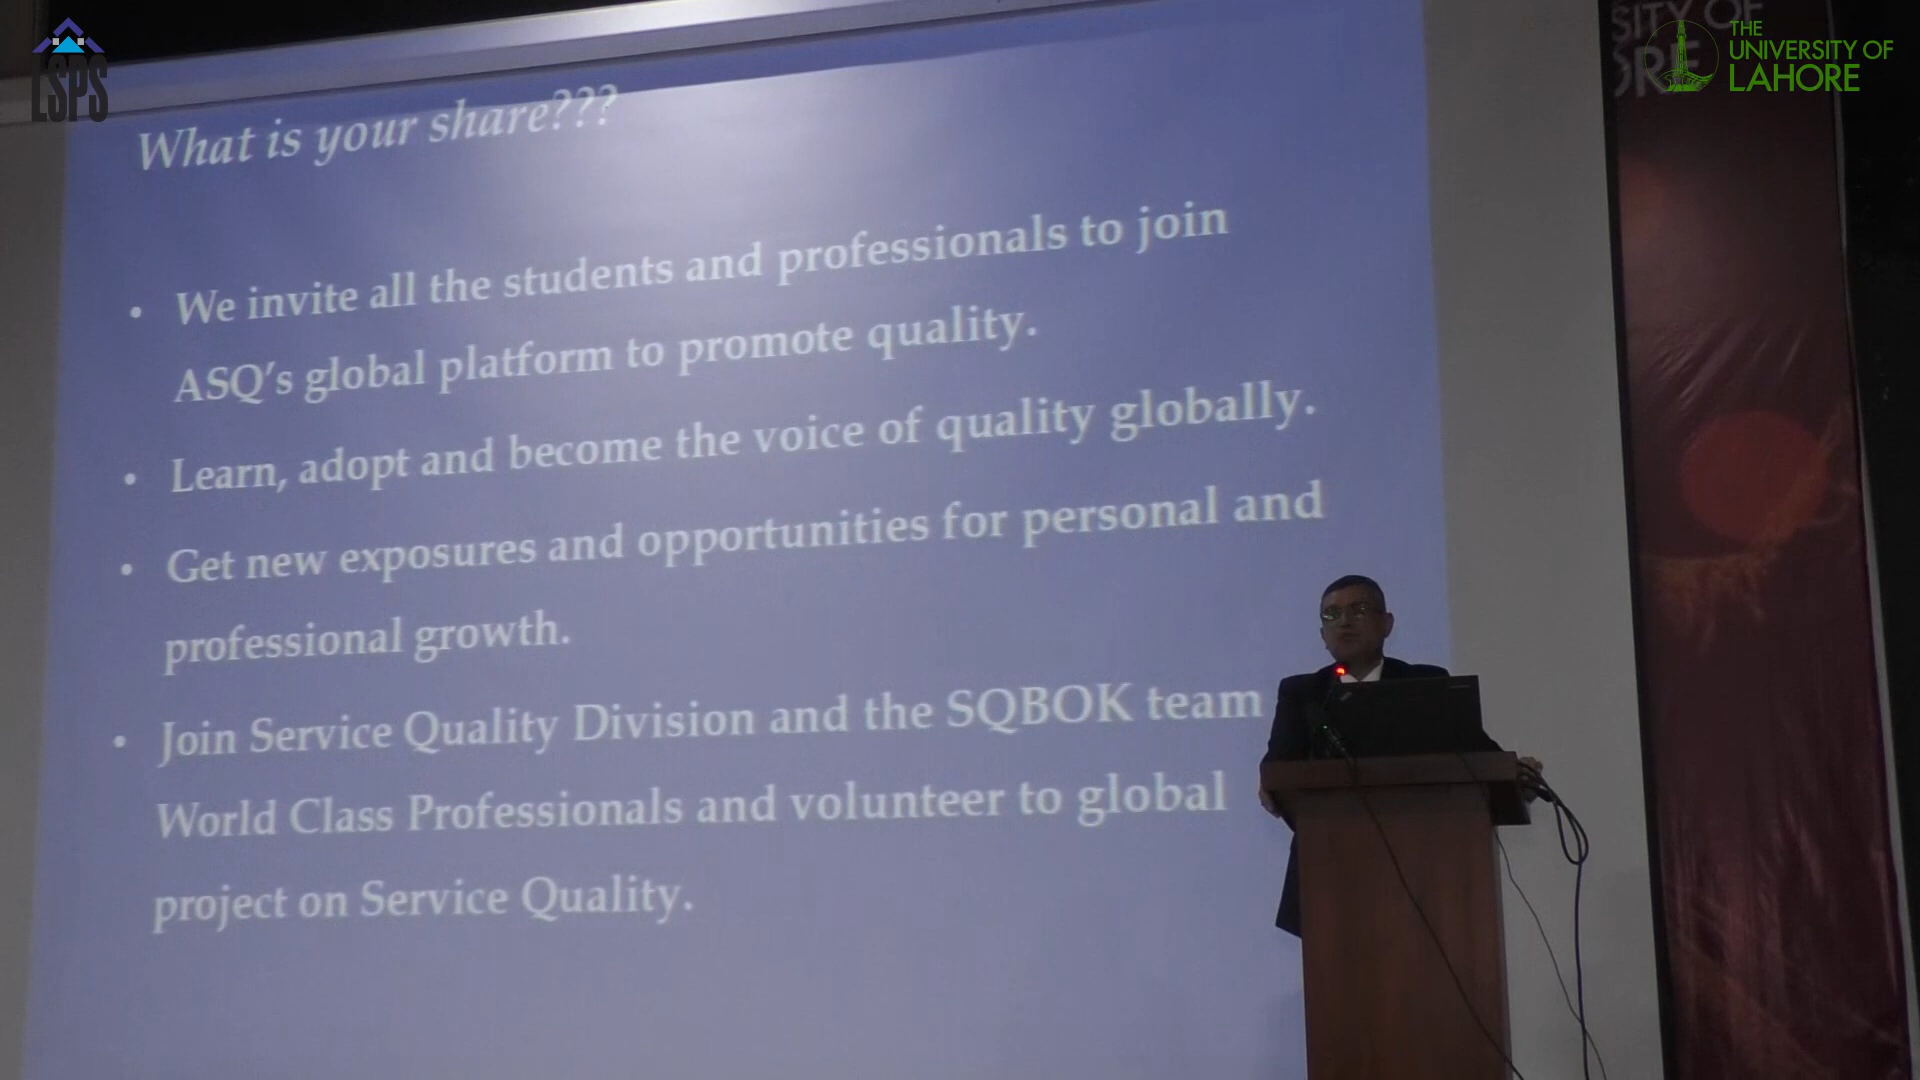 LSPS
THE
UNIVERSITY OF
LAHORE
SITY OF
ORE
What is your share???
• We invite all the students and professionals to join
ASQ's global platform to promote quality.
• Learn, adopt and become the voice of quality globally.
• Get new exposures and opportunities for personal and
professional growth.
• Join Service Quality Division and the SQBOK team
World Class Professionals and volunteer to global
project on Service Quality.